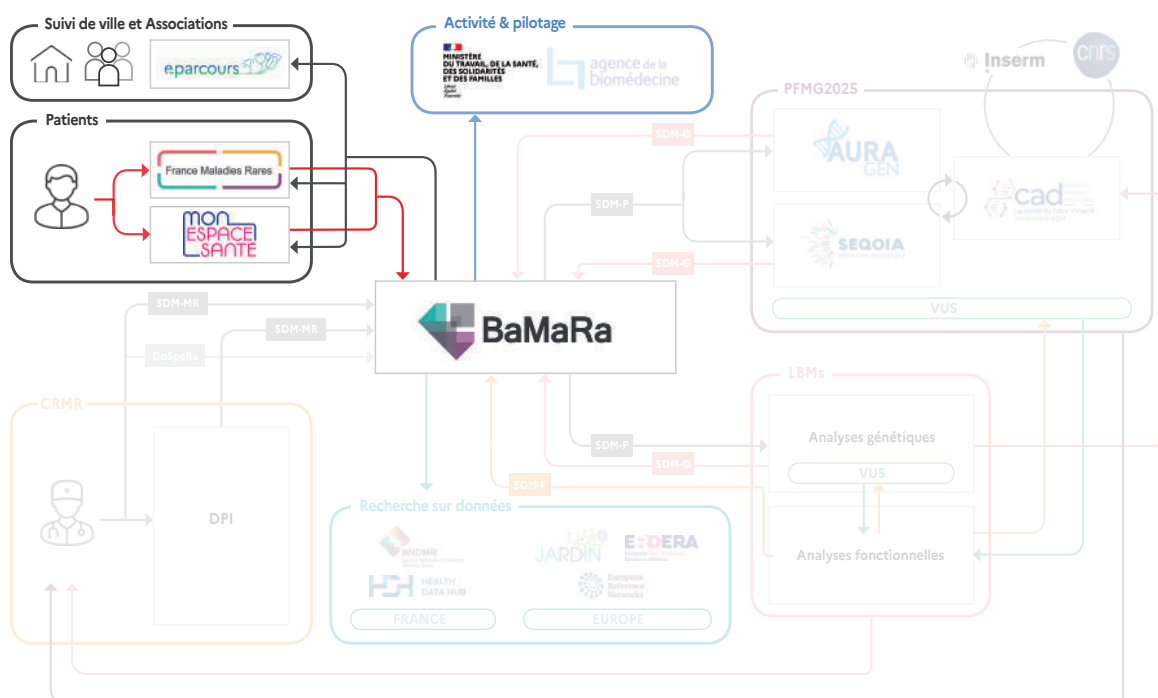 Suivi de ville et Associations
eparcours
Patients
France Maladies Rares
MON
ESPACE
SANTÉ
Activité & pilotage
MINISTÈRE
DU TRAVAIL, DE LA SANTÉ,
DES SOLIDARITÉS
ET DES FAMILLES
agence de la
biomédecine
Inserm
cnrs
PFMG2025
SDM-G
AURA
GEN
SDM-P
cad
SEQOIA
SDM-G
VUS
BaMaRa
SDM-MR
SDM-MR
DoSpéRa
CRMR
DPI
LBMs
Analyses génétiques
SDM-P
SDM-G
VUS
SDM-F
Analyses fonctionnelles
Recherche sur données
BNDMR
JARDIN
ERDERA
HEALTH
DATA HUB
European
Reference
Networks
FRANCE
EUROPE